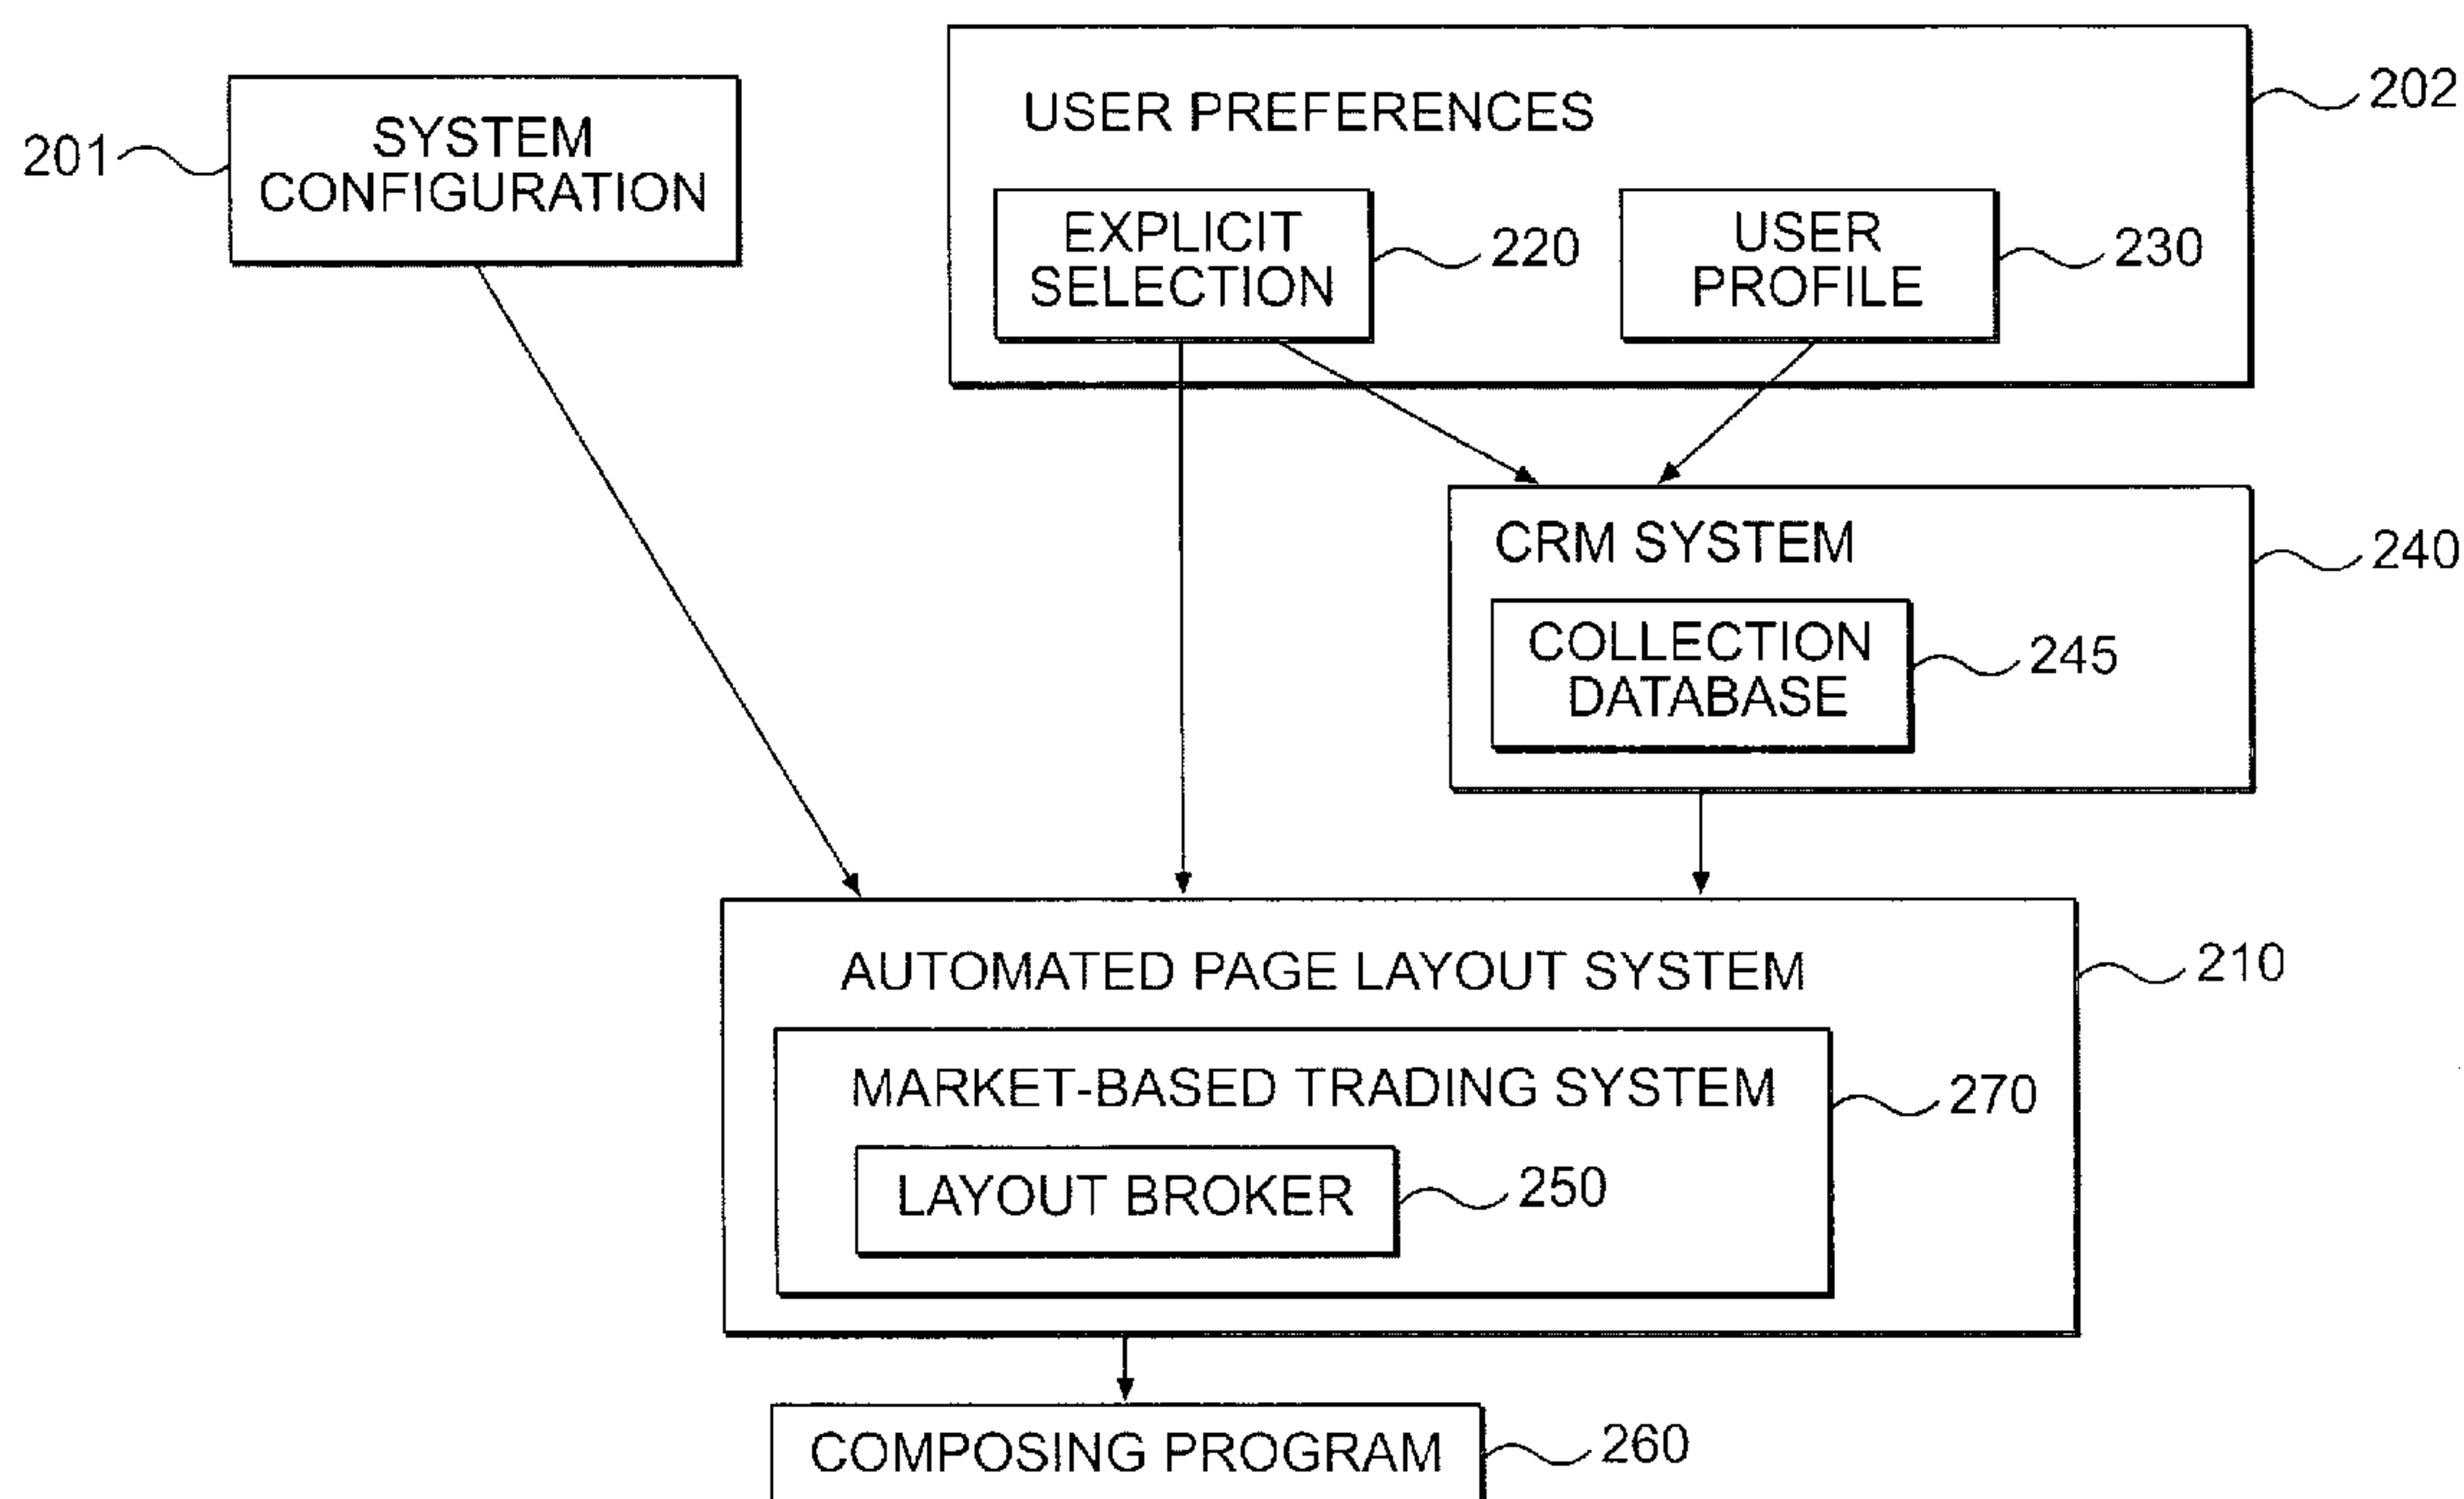 USER PREFERENCES
202
201
SYSTEM
CONFIGURATION
EXPLICIT
SELECTION
220
USER
PROFILE
230
CRM SYSTEM
240
COLLECTION
DATABASE
245
AUTOMATED PAGE LAYOUT SYSTEM
210
MARKET-BASED TRADING SYSTEM
270
LAYOUT BROKER
250
COMPOSING PROGRAM
260